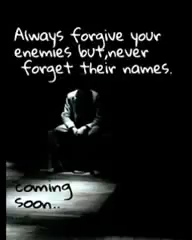 Always forgive your
enemies but,never
forget their names.
coming
soon..